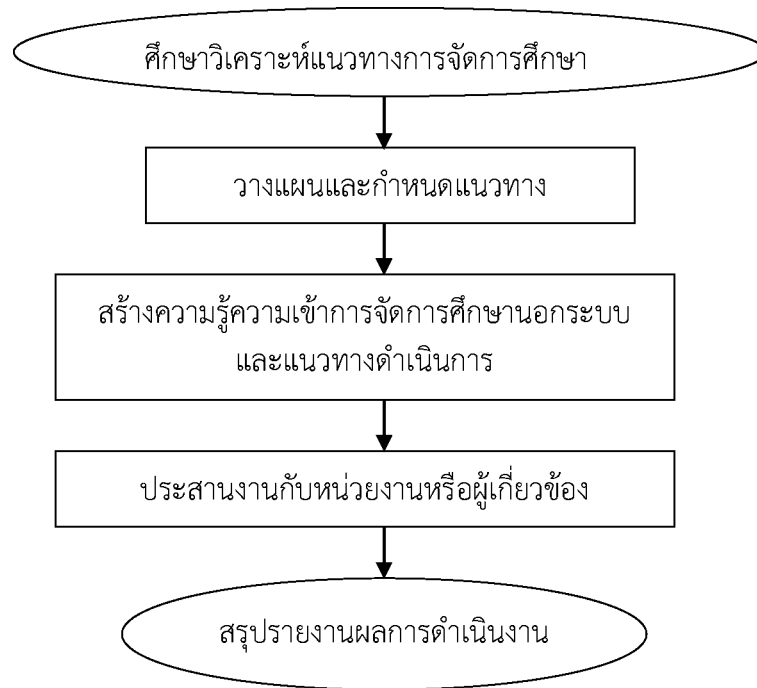 ศึกษาวิเคราะห์แนวทางการจัดการศึกษา
วางแผนและกำหนดแนวทาง
สร้างความรู้ความเข้าการจัดการศึกษานอกระบบ
และแนวทางดำเนินการ
ประสานงานกับหน่วยงานหรือผู้เกี่ยวข้อง
สรุปรายงานผลการดำเนินงาน